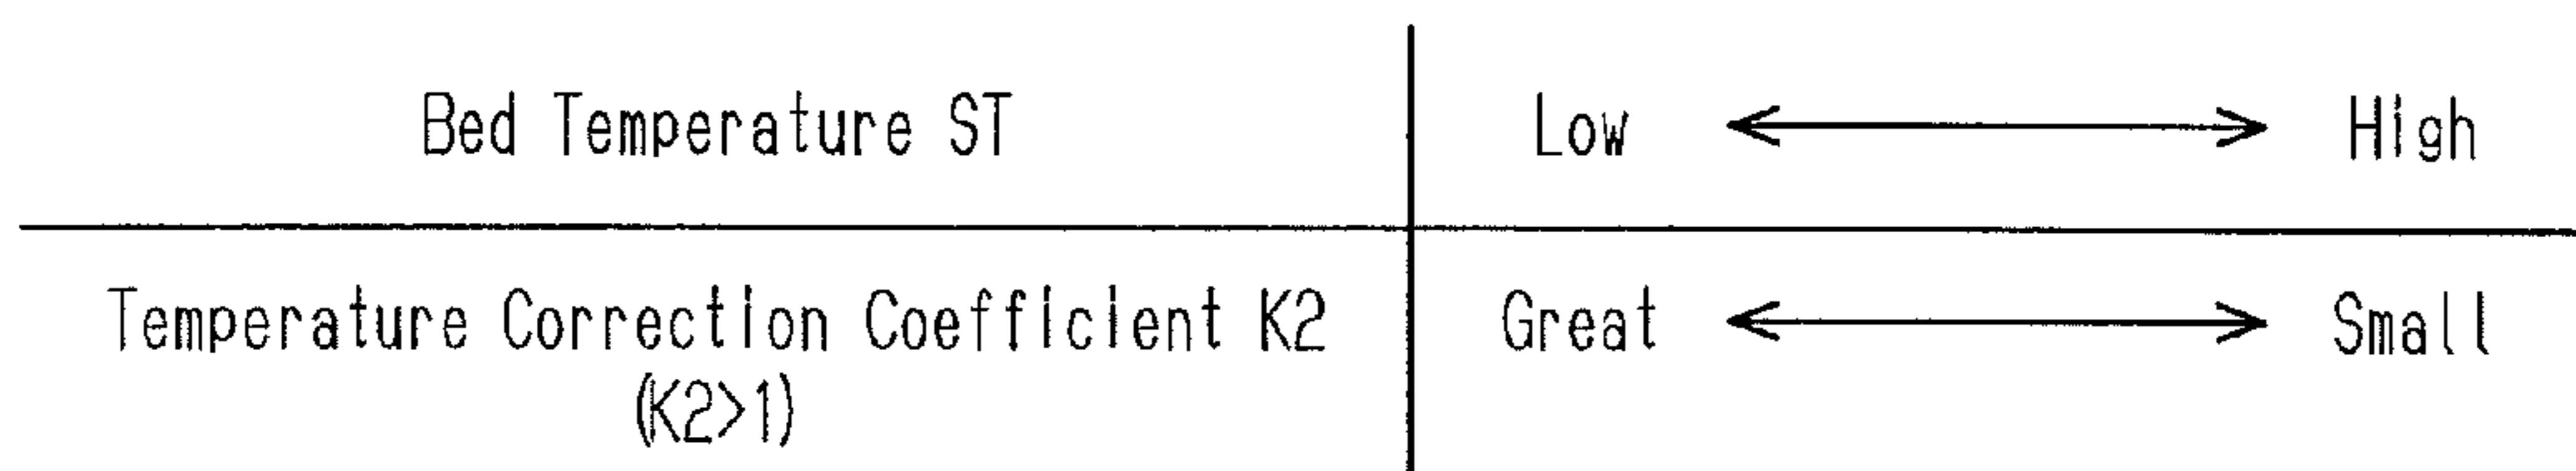 Bed Temperature ST Low High
Temperature Correction Coefficient K2 Great Small
(K2>1)